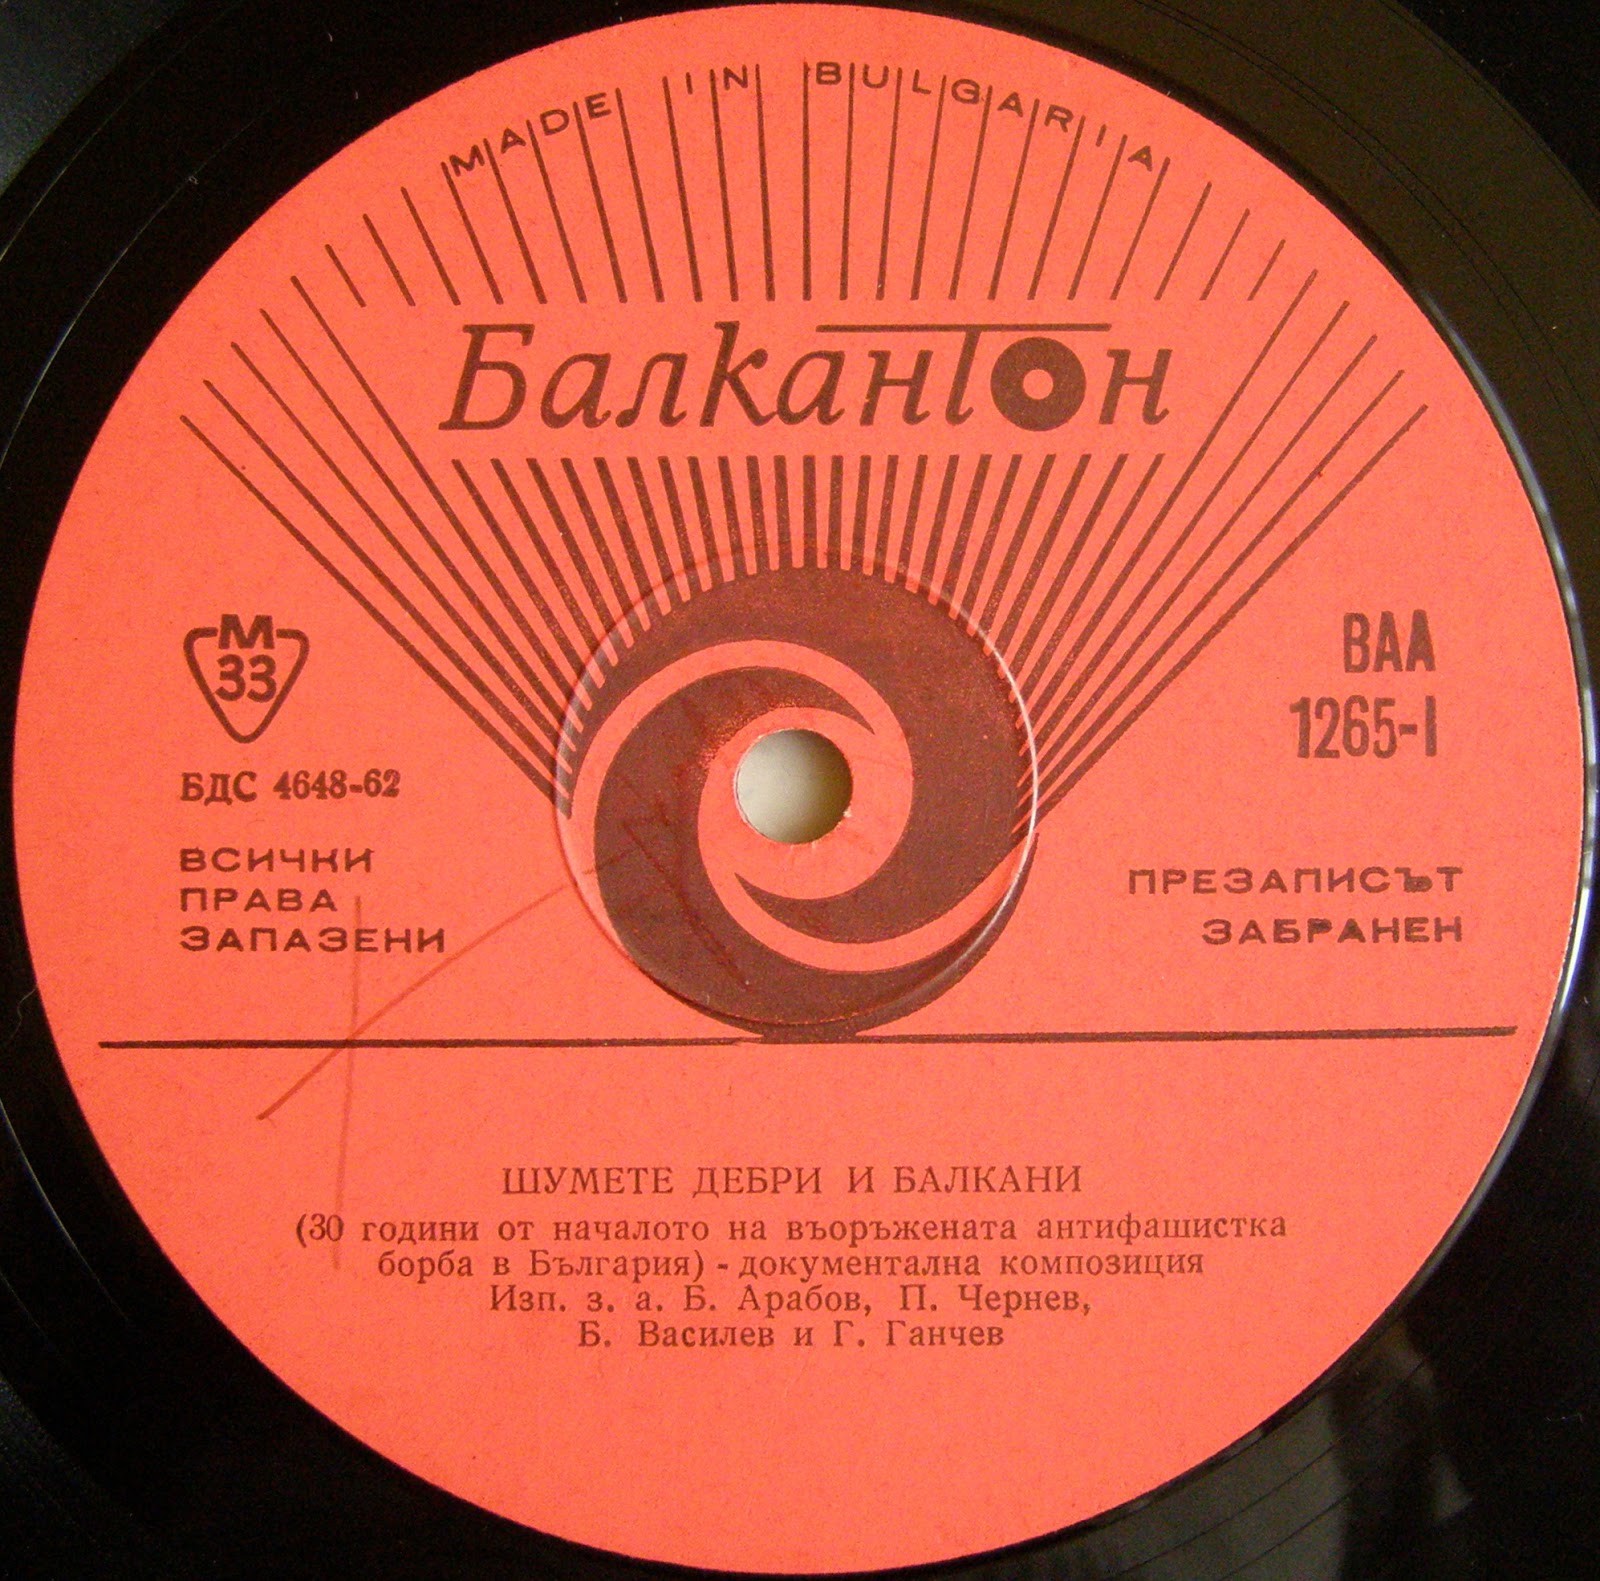 MADE IN BULGARIA
Балкантон
М
33
ВАА
1265-I
БДС 4648-62
ВСИЧКИ
ПРАВА
ЗАПАЗЕНИ
ПРЕЗАПИСЪТ
ЗАБРАНЕН
ШУМЕТЕ ДЕБРИ И БАЛКАНИ
(30 години от началото на въоръжената антифашистка
борба в България) - документална композиция
Изп. з. а. Б. Арабов, П. Чернев,
Б. Василев и Г. Ганчев